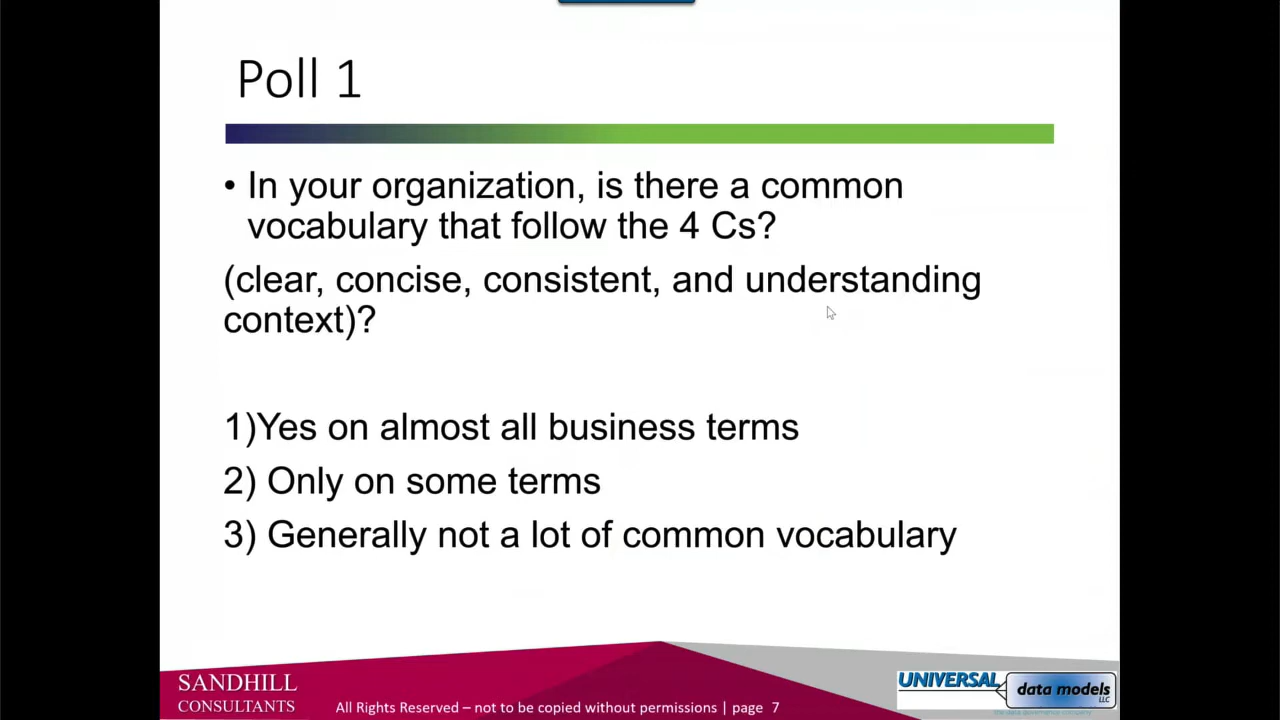 Poll 1
• In your organization, is there a common
vocabulary that follow the 4 Cs?
(clear, concise, consistent, and understanding
context)?
1)Yes on almost all business terms
2) Only on some terms
3) Generally not a lot of common vocabulary
SANDHILL
CONSULTANTS
All Rights Reserved – not to be copied without permissions | page 7
UNIVERSAL
data models
LLC